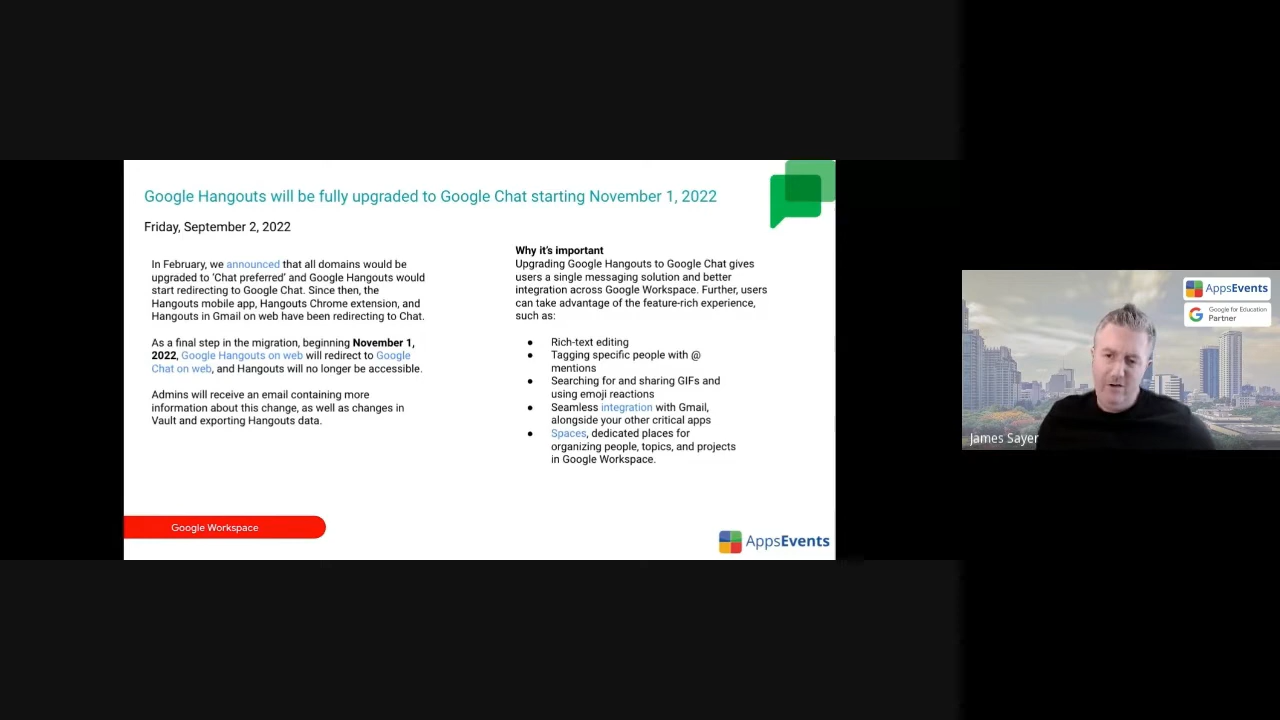 Google Hangouts will be fully upgraded to Google Chat starting November 1, 2022
Friday, September 2, 2022
In February, we announced that all domains would be
upgraded to ‘Chat preferred’ and Google Hangouts would
start redirecting to Google Chat. Since then, the
Hangouts mobile app, Hangouts Chrome extension, and
Hangouts in Gmail on web have been redirecting to Chat.
As a final step in the migration, beginning November 1,
2022, Google Hangouts on web will redirect to Google
Chat on web, and Hangouts will no longer be accessible.
Admins will receive an email containing more
information about this change, as well as changes in
Vault and exporting Hangouts data.
Why it’s important
Upgrading Google Hangouts to Google Chat gives
users a single messaging solution and better
integration across Google Workspace. Further, users
can take advantage of the feature-rich experience,
such as:
● Rich-text editing
● Tagging specific people with @
mentions
● Searching for and sharing GIFs and
using emoji reactions
● Seamless integration with Gmail,
alongside your other critical apps
● Spaces, dedicated places for
organizing people, topics, and projects
in Google Workspace.
Google Workspace
AppsEvents
AppsEvents
Google for Education
Partner
James Sayer